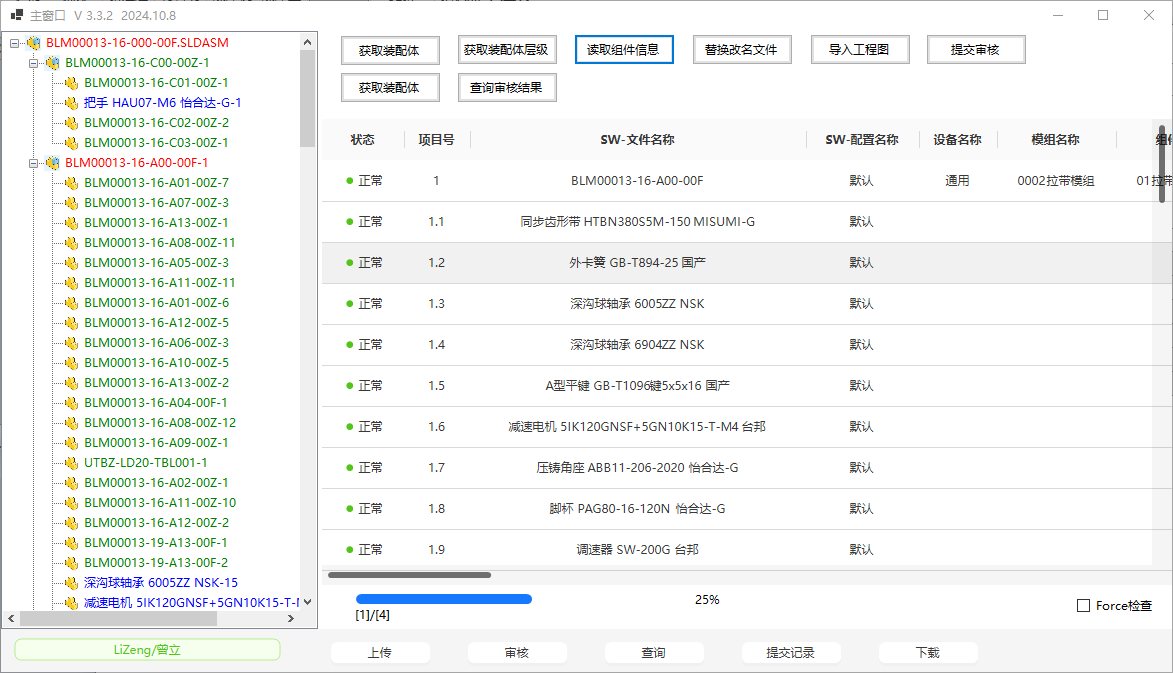 主窗口 V 3.3.2 2024.10.8
BLM00013-16-000-00F.SLDASM
BLM00013-16-C00-00Z-1
BLM00013-16-C01-00Z-1
把手 HAU07-M6 怡合达-G-1
BLM00013-16-C02-00Z-2
BLM00013-16-C03-00Z-1
BLM00013-16-A00-00F-1
BLM00013-16-A01-00Z-7
BLM00013-16-A07-00Z-3
BLM00013-16-A13-00Z-1
BLM00013-16-A08-00Z-11
BLM00013-16-A05-00Z-3
BLM00013-16-A11-00Z-11
BLM00013-16-A01-00Z-6
BLM00013-16-A12-00Z-5
BLM00013-16-A06-00Z-3
BLM00013-16-A10-00Z-5
BLM00013-16-A13-00Z-2
BLM00013-16-A04-00F-1
BLM00013-16-A08-00Z-12
BLM00013-16-A09-00Z-1
UTBZ-LD20-TBL001-1
BLM00013-16-A02-00Z-1
BLM00013-16-A11-00Z-10
BLM00013-16-A12-00Z-2
BLM00013-19-A13-00F-1
BLM00013-19-A13-00F-2
深沟球轴承 6005ZZ NSK-15
减速电机 5IK120GNSF+5GN10K15-T-
LiZeng/曾立
获取装配体 获取装配体层级 读取组件信息 替换改名文件 导入工程图 提交审核
获取装配体 查询审核结果
状态 项目号 SW-文件名称 SW-配置名称 设备名称 模组名称 组
正常 1 BLM00013-16-A00-00F 默认 通用 0002拉带模组 01拉带
正常 1.1 同步齿形带 HTBN380S5M-150 MISUMI-G 默认
正常 1.2 外卡簧 GB-T894-25 国产 默认
正常 1.3 深沟球轴承 6005ZZ NSK 默认
正常 1.4 深沟球轴承 6904ZZ NSK 默认
正常 1.5 A型平键 GB-T1096键5x5x16 国产 默认
正常 1.6 减速电机 5IK120GNSF+5GN10K15-T-M4 台邦 默认
正常 1.7 压铸角座 ABB11-206-2020 怡合达-G 默认
正常 1.8 脚杯 PAG80-16-120N 怡合达-G 默认
正常 1.9 调速器 SW-200G 台邦 默认
25%
[1]/[4]
Force检查
上传 审核 查询 提交记录 下载